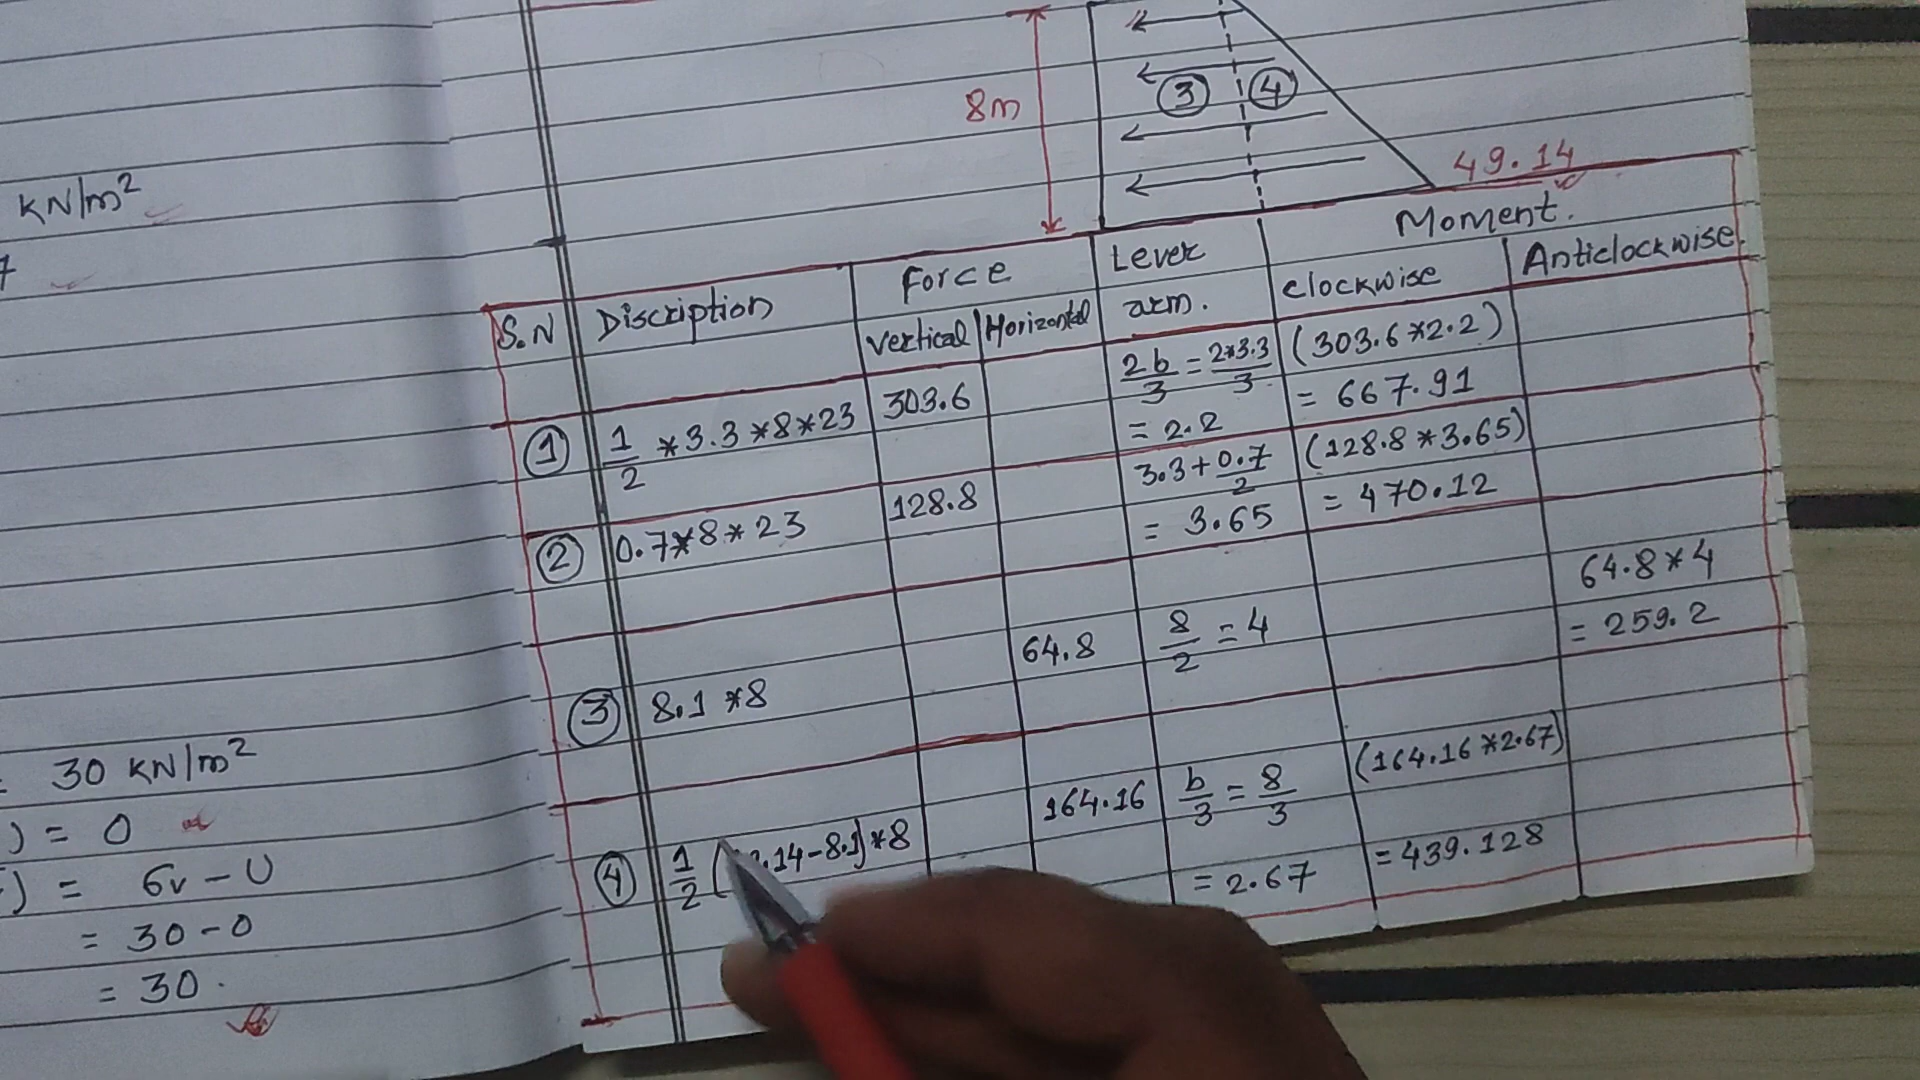 kN/m²
7
= 30 kN/m²
) = 0
) = 6v - U
= 30-0
= 30.
8m
③ ④
49.14
S.N Discription Force Lever arm. Moment.
Vertical Horizontal clockwise Anticlockwise.
① 1/2 *3.3*8*23 303.6 2b/3 = 2*3.3/3 = 2.2 (303.6*2.2) = 667.91
② 0.7*8*23 128.8 3.3+0.7/2 = 3.65 (128.8*3.65) = 470.12
③ 8.1*8 64.8 8/2 = 4 64.8*4 = 259.2
④ 1/2 ( .14-8.1)*8 164.16 b/3 = 8/3 = 2.67 (164.16*2.67) = 439.128